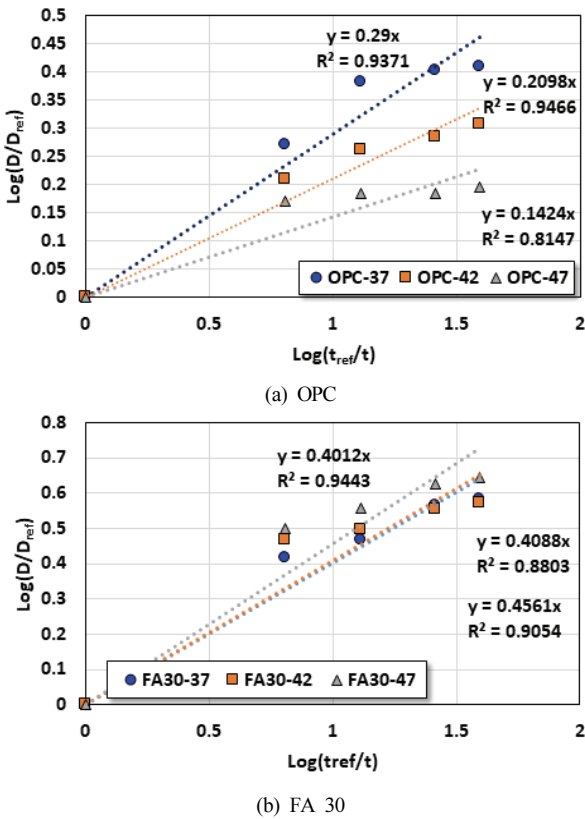 0.5
0.45
0.4
0.35
0.3
0.25
0.2
0.15
0.1
0.05
0
Log(D/D_ref)
y = 0.29x
R² = 0.9371
y = 0.2098x
R² = 0.9466
y = 0.1424x
R² = 0.8147
OPC-37 OPC-42 OPC-47
0 0.5 1 1.5 2
Log(t_ref/t)
(a) OPC
0.8
0.7
0.6
0.5
0.4
0.3
0.2
0.1
0
Log(D/D_ref)
y = 0.4012x
R² = 0.9443
y = 0.4088x
R² = 0.8803
y = 0.4561x
R² = 0.9054
FA30-37 FA30-42 FA30-47
0 0.5 1 1.5 2
Log(tref/t)
(b) FA 30